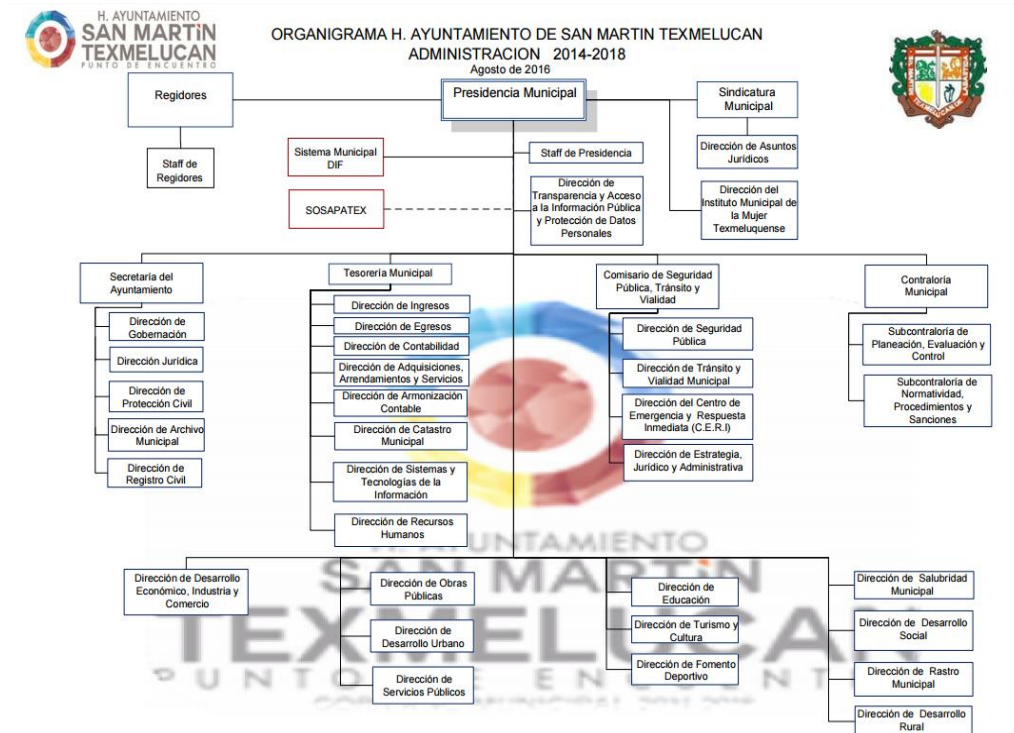 H. AYUNTAMIENTO
SAN MARTIN
TEXMELUCAN
PUNTO DE ENCUENTRO
ORGANIGRAMA H. AYUNTAMIENTO DE SAN MARTIN TEXMELUCAN
ADMINISTRACION 2014-2018
Agosto de 2016
Regidores
Presidencia Municipal
Sindicatura
Municipal
Staff de
Regidores
Sistema Municipal
DIF
Staff de Presidencia
Dirección de Asuntos
Jurídicos
SOSAPATEX
Dirección de
Transparencia y Acceso
a la Información Pública
y Protección de Datos
Personales
Dirección del
Instituto Municipal de
la Mujer
Texmeluquense
Secretaría del
Ayuntamiento
Dirección de
Gobernación
Dirección Jurídica
Dirección de
Protección Civil
Dirección de Archivo
Municipal
Dirección de
Registro Civil
Tesorería Municipal
Dirección de Ingresos
Dirección de Egresos
Dirección de Contabilidad
Dirección de Adquisiciones,
Arrendamientos y Servicios
Dirección de Armonización
Contable
Dirección de Catastro
Municipal
Dirección de Sistemas y
Tecnologías de la
Información
Dirección de Recursos
Humanos
Comisario de Seguridad
Pública, Tránsito y
Vialidad
Dirección de Seguridad
Pública
Dirección de Tránsito y
Vialidad Municipal
Dirección del Centro de
Emergencia y Respuesta
Inmediata (C.E.R.I)
Dirección de Estrategia,
Jurídico y Administrativa
Contraloría
Municipal
Subcontraloría de
Planeación, Evaluación y
Control
Subcontraloría de
Normatividad,
Procedimientos y
Sanciones
Dirección de Desarrollo
Económico, Industria y
Comercio
Dirección de Obras
Públicas
Dirección de
Desarrollo Urbano
Dirección de
Servicios Públicos
Dirección de
Educación
Dirección de Turismo y
Cultura
Dirección de Fomento
Deportivo
Dirección de Salubridad
Municipal
Dirección de Desarrollo
Social
Dirección de Rastro
Municipal
Dirección de Desarrollo
Rural
H. AYUNTAMIENTO
SAN MARTIN
TEXMELUCAN